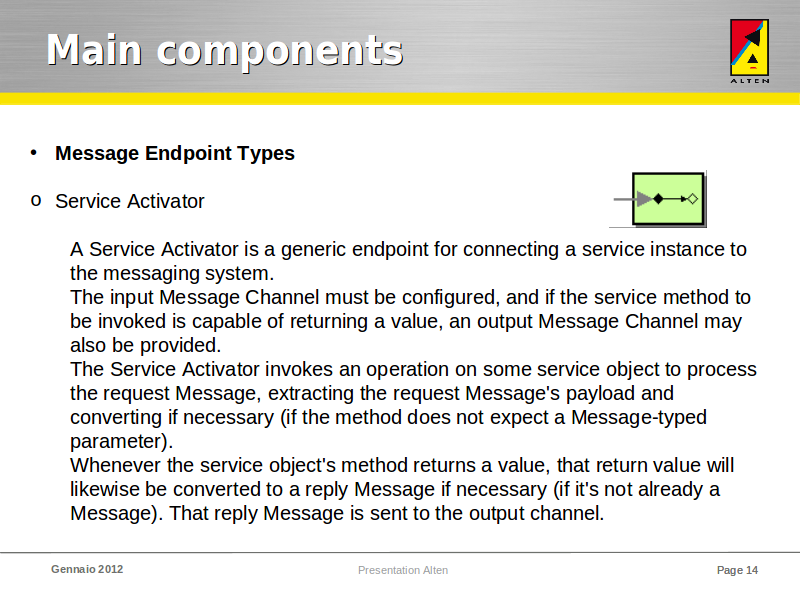 Main components
ALTEN
• Message Endpoint Types
o Service Activator
A Service Activator is a generic endpoint for connecting a service instance to
the messaging system.
The input Message Channel must be configured, and if the service method to
be invoked is capable of returning a value, an output Message Channel may
also be provided.
The Service Activator invokes an operation on some service object to process
the request Message, extracting the request Message's payload and
converting if necessary (if the method does not expect a Message-typed
parameter).
Whenever the service object's method returns a value, that return value will
likewise be converted to a reply Message if necessary (if it's not already a
Message). That reply Message is sent to the output channel.
Gennaio 2012
Presentation Alten
Page 14